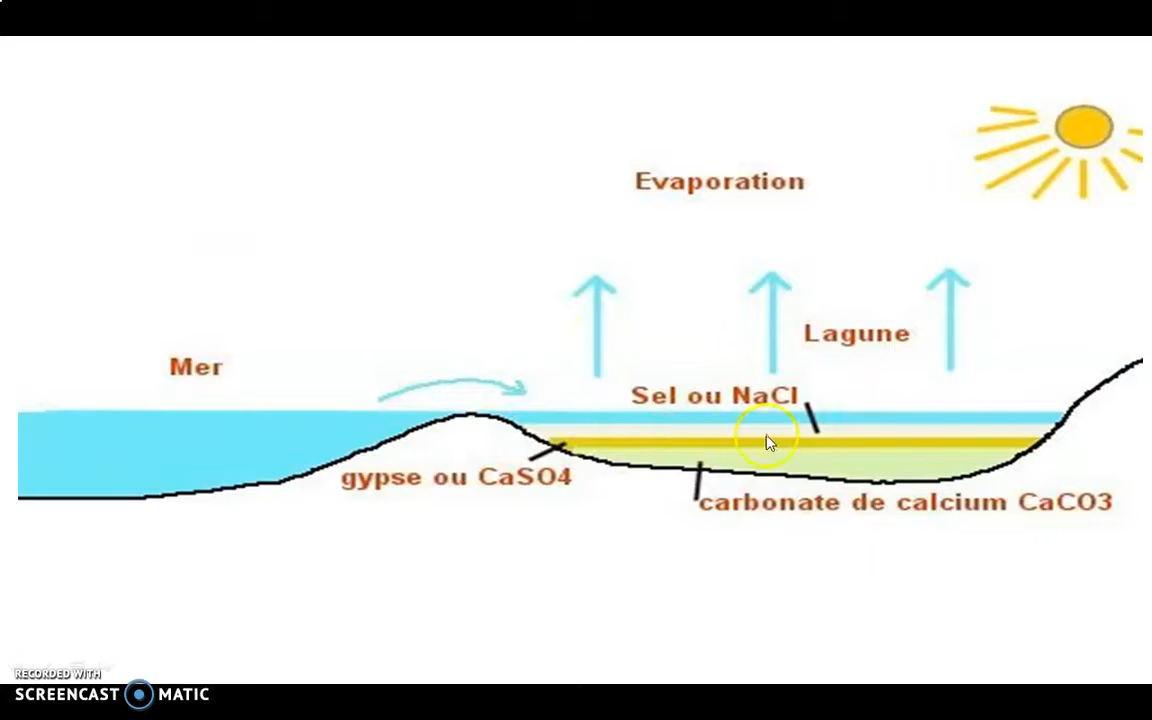 Evaporation
Lagune
Mer
Sel ou NaCl
gypse ou CaSO4
carbonate de calcium CaCO3
RECORDED WITH
SCREENCAST MATIC